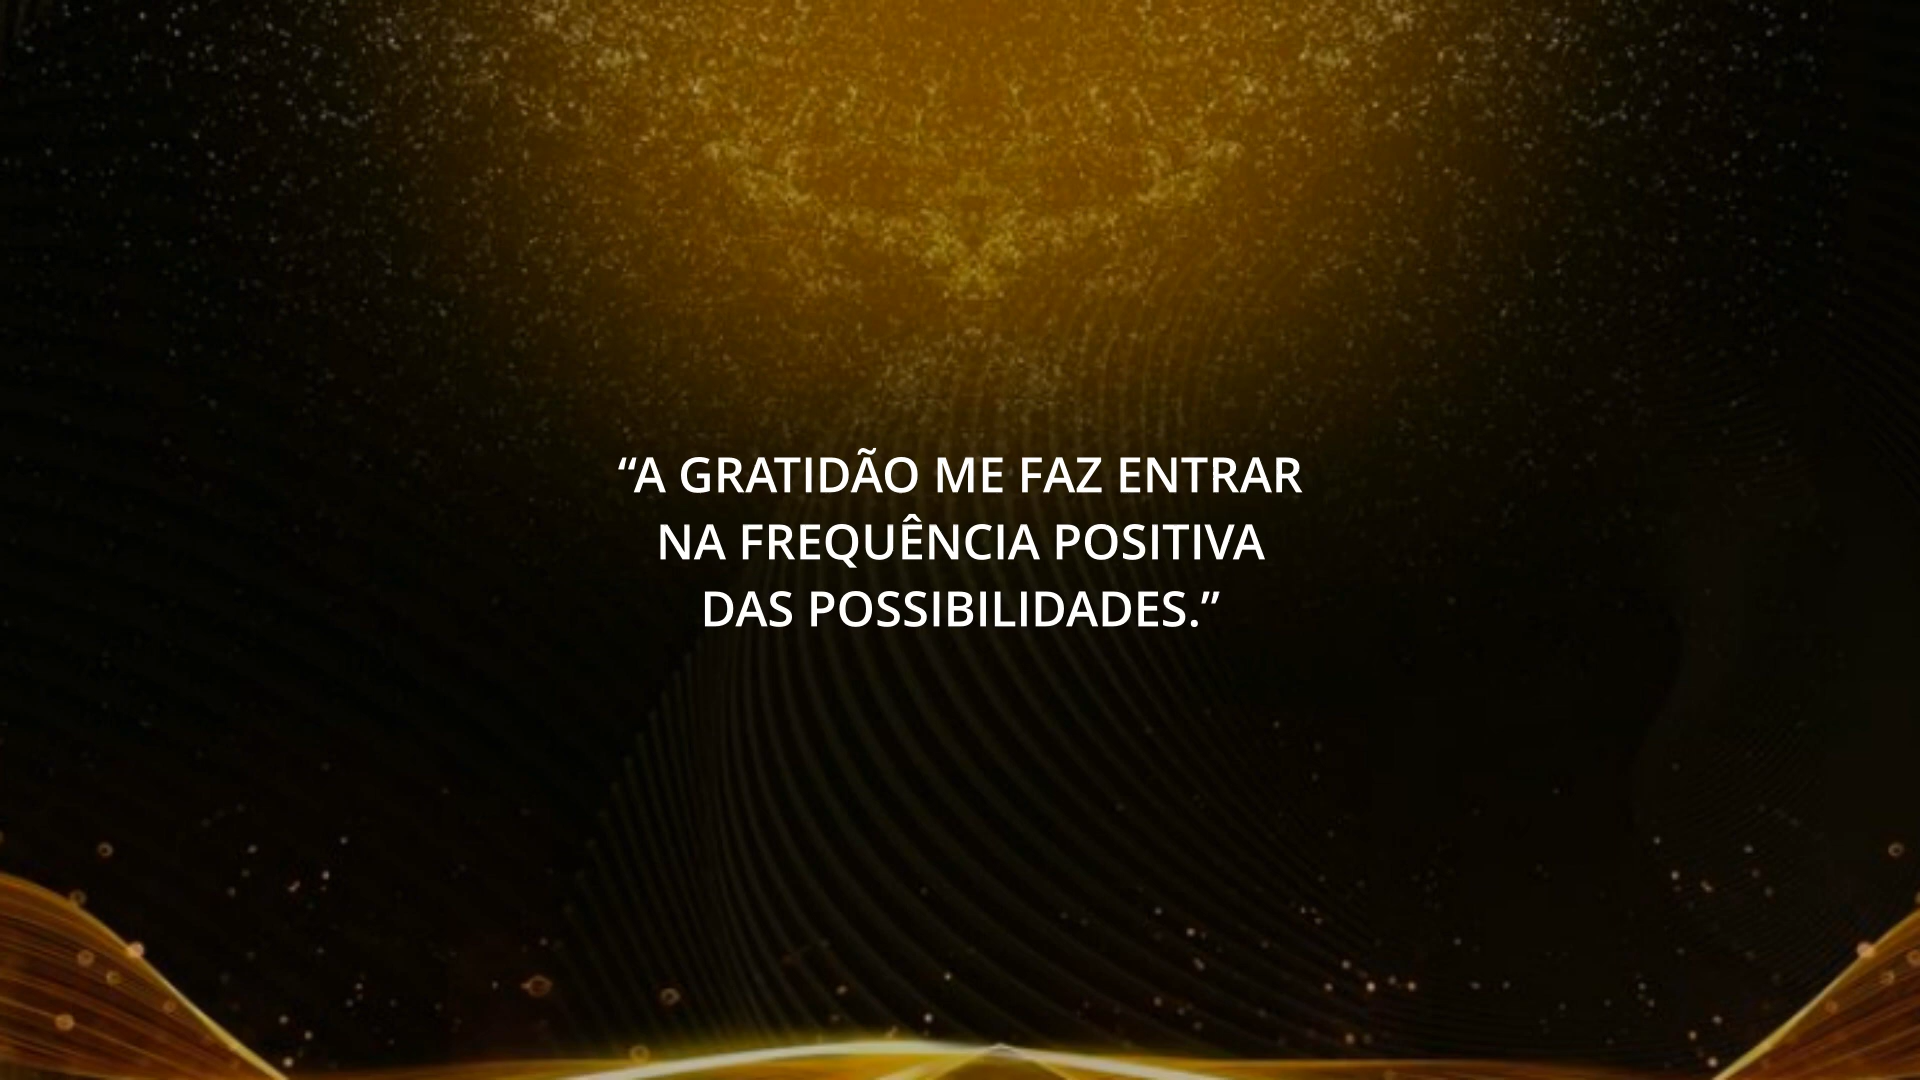 “A GRATIDÃO ME FAZ ENTRAR
NA FREQUÊNCIA POSITIVA
DAS POSSIBILIDADES.”